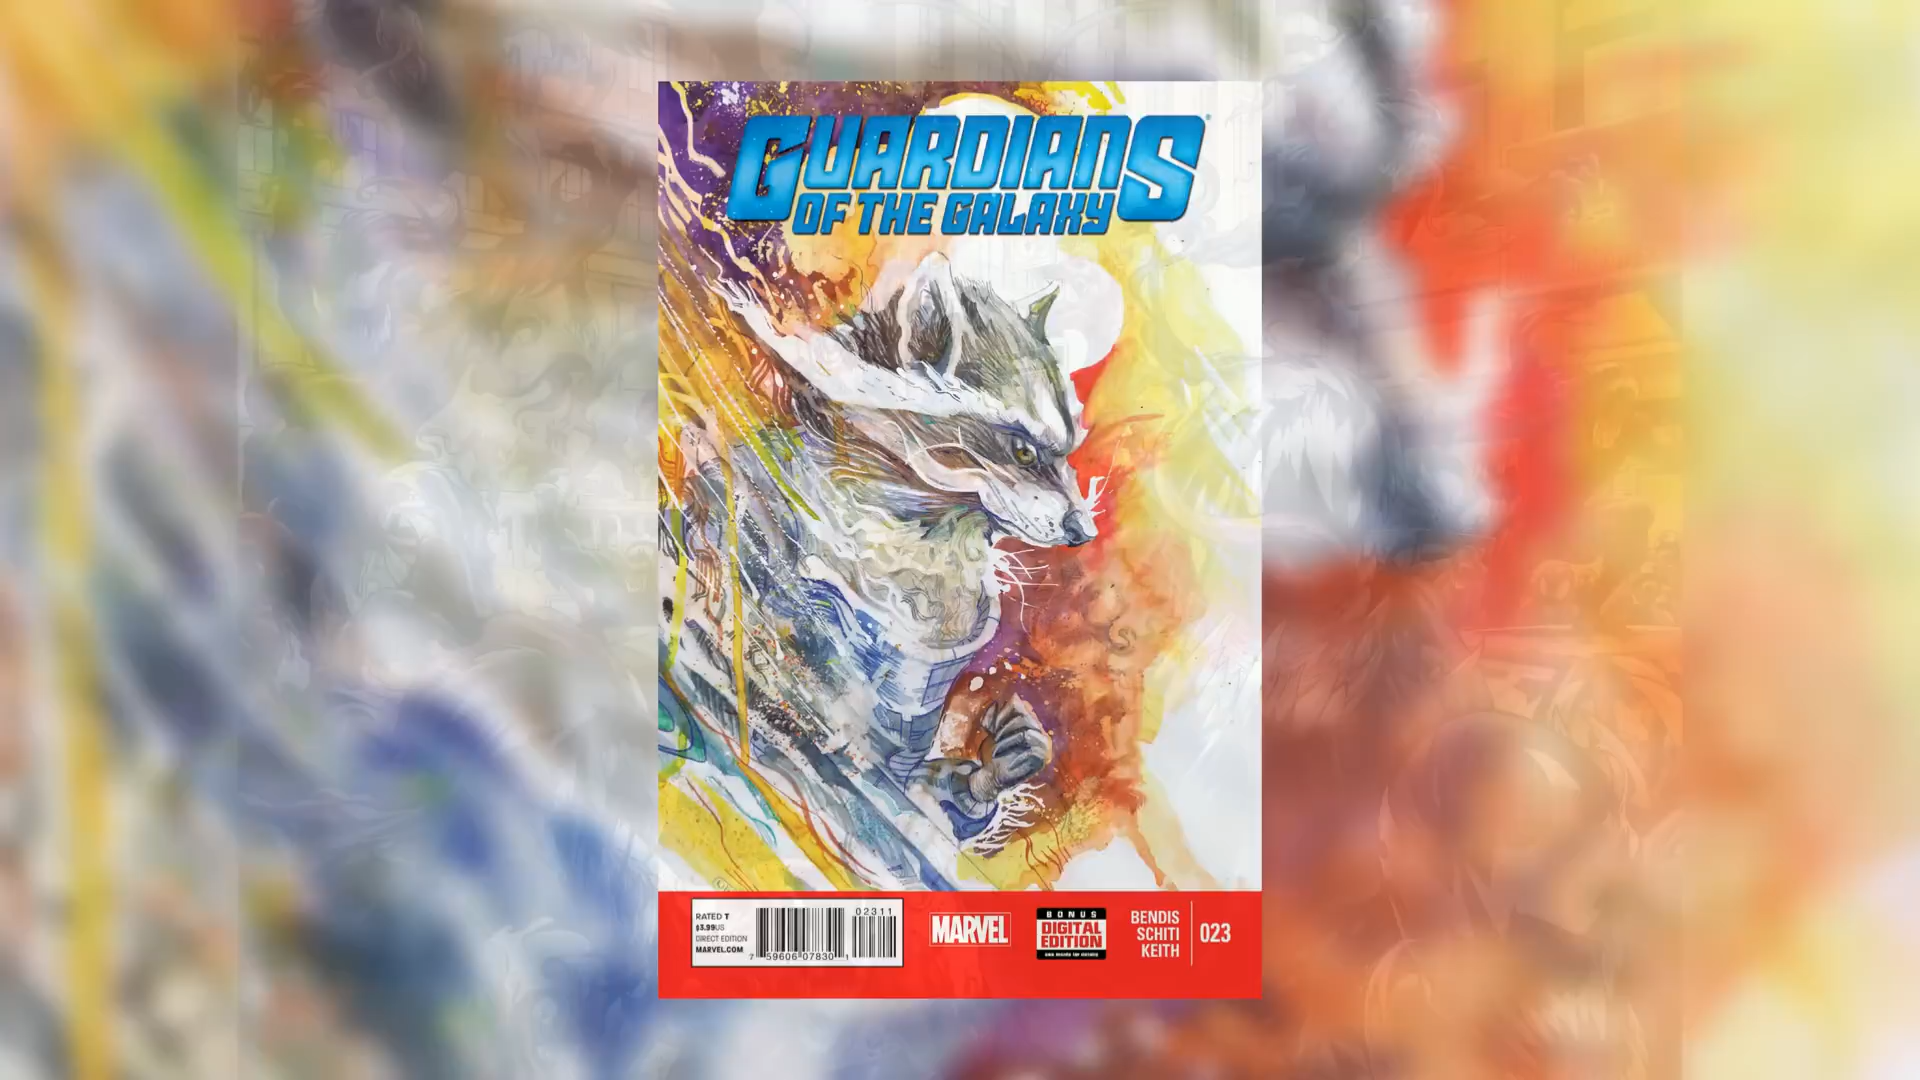 GUARDIANS
OF THE GALAXY
RATED T
$3.99US
DIRECT EDITION
MARVEL.COM
02311
7 59606 07830 1
MARVEL
BONUS
DIGITAL
EDITION
BENDIS
SCHITI
KEITH
023